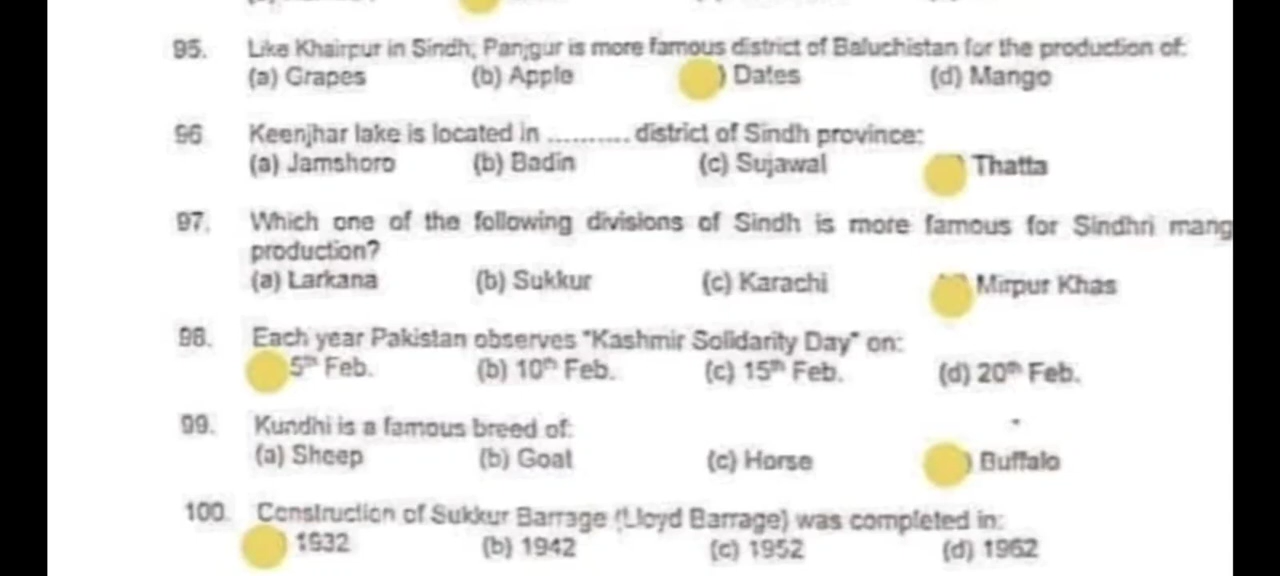 95. Like Khairpur in Sindh, Panjgur is more famous district of Baluchistan for the production of:
(a) Grapes (b) Apple ) Dates (d) Mango
96 Keenjhar lake is located in .......... district of Sindh province:
(a) Jamshoro (b) Badin (c) Sujawal Thatta
97. Which one of the following divisions of Sindh is more famous for Sindhri mang
production?
(a) Larkana (b) Sukkur (c) Karachi Mirpur Khas
98. Each year Pakistan observes "Kashmir Solidarity Day" on:
5th Feb. (b) 10th Feb. (c) 15th Feb. (d) 20th Feb.
99. Kundhi is a famous breed of:
(a) Sheep (b) Goat (c) Horse ) Buffalo
100. Construction of Sukkur Barrage (Lloyd Barrage) was completed in:
1932 (b) 1942 (c) 1952 (d) 1962